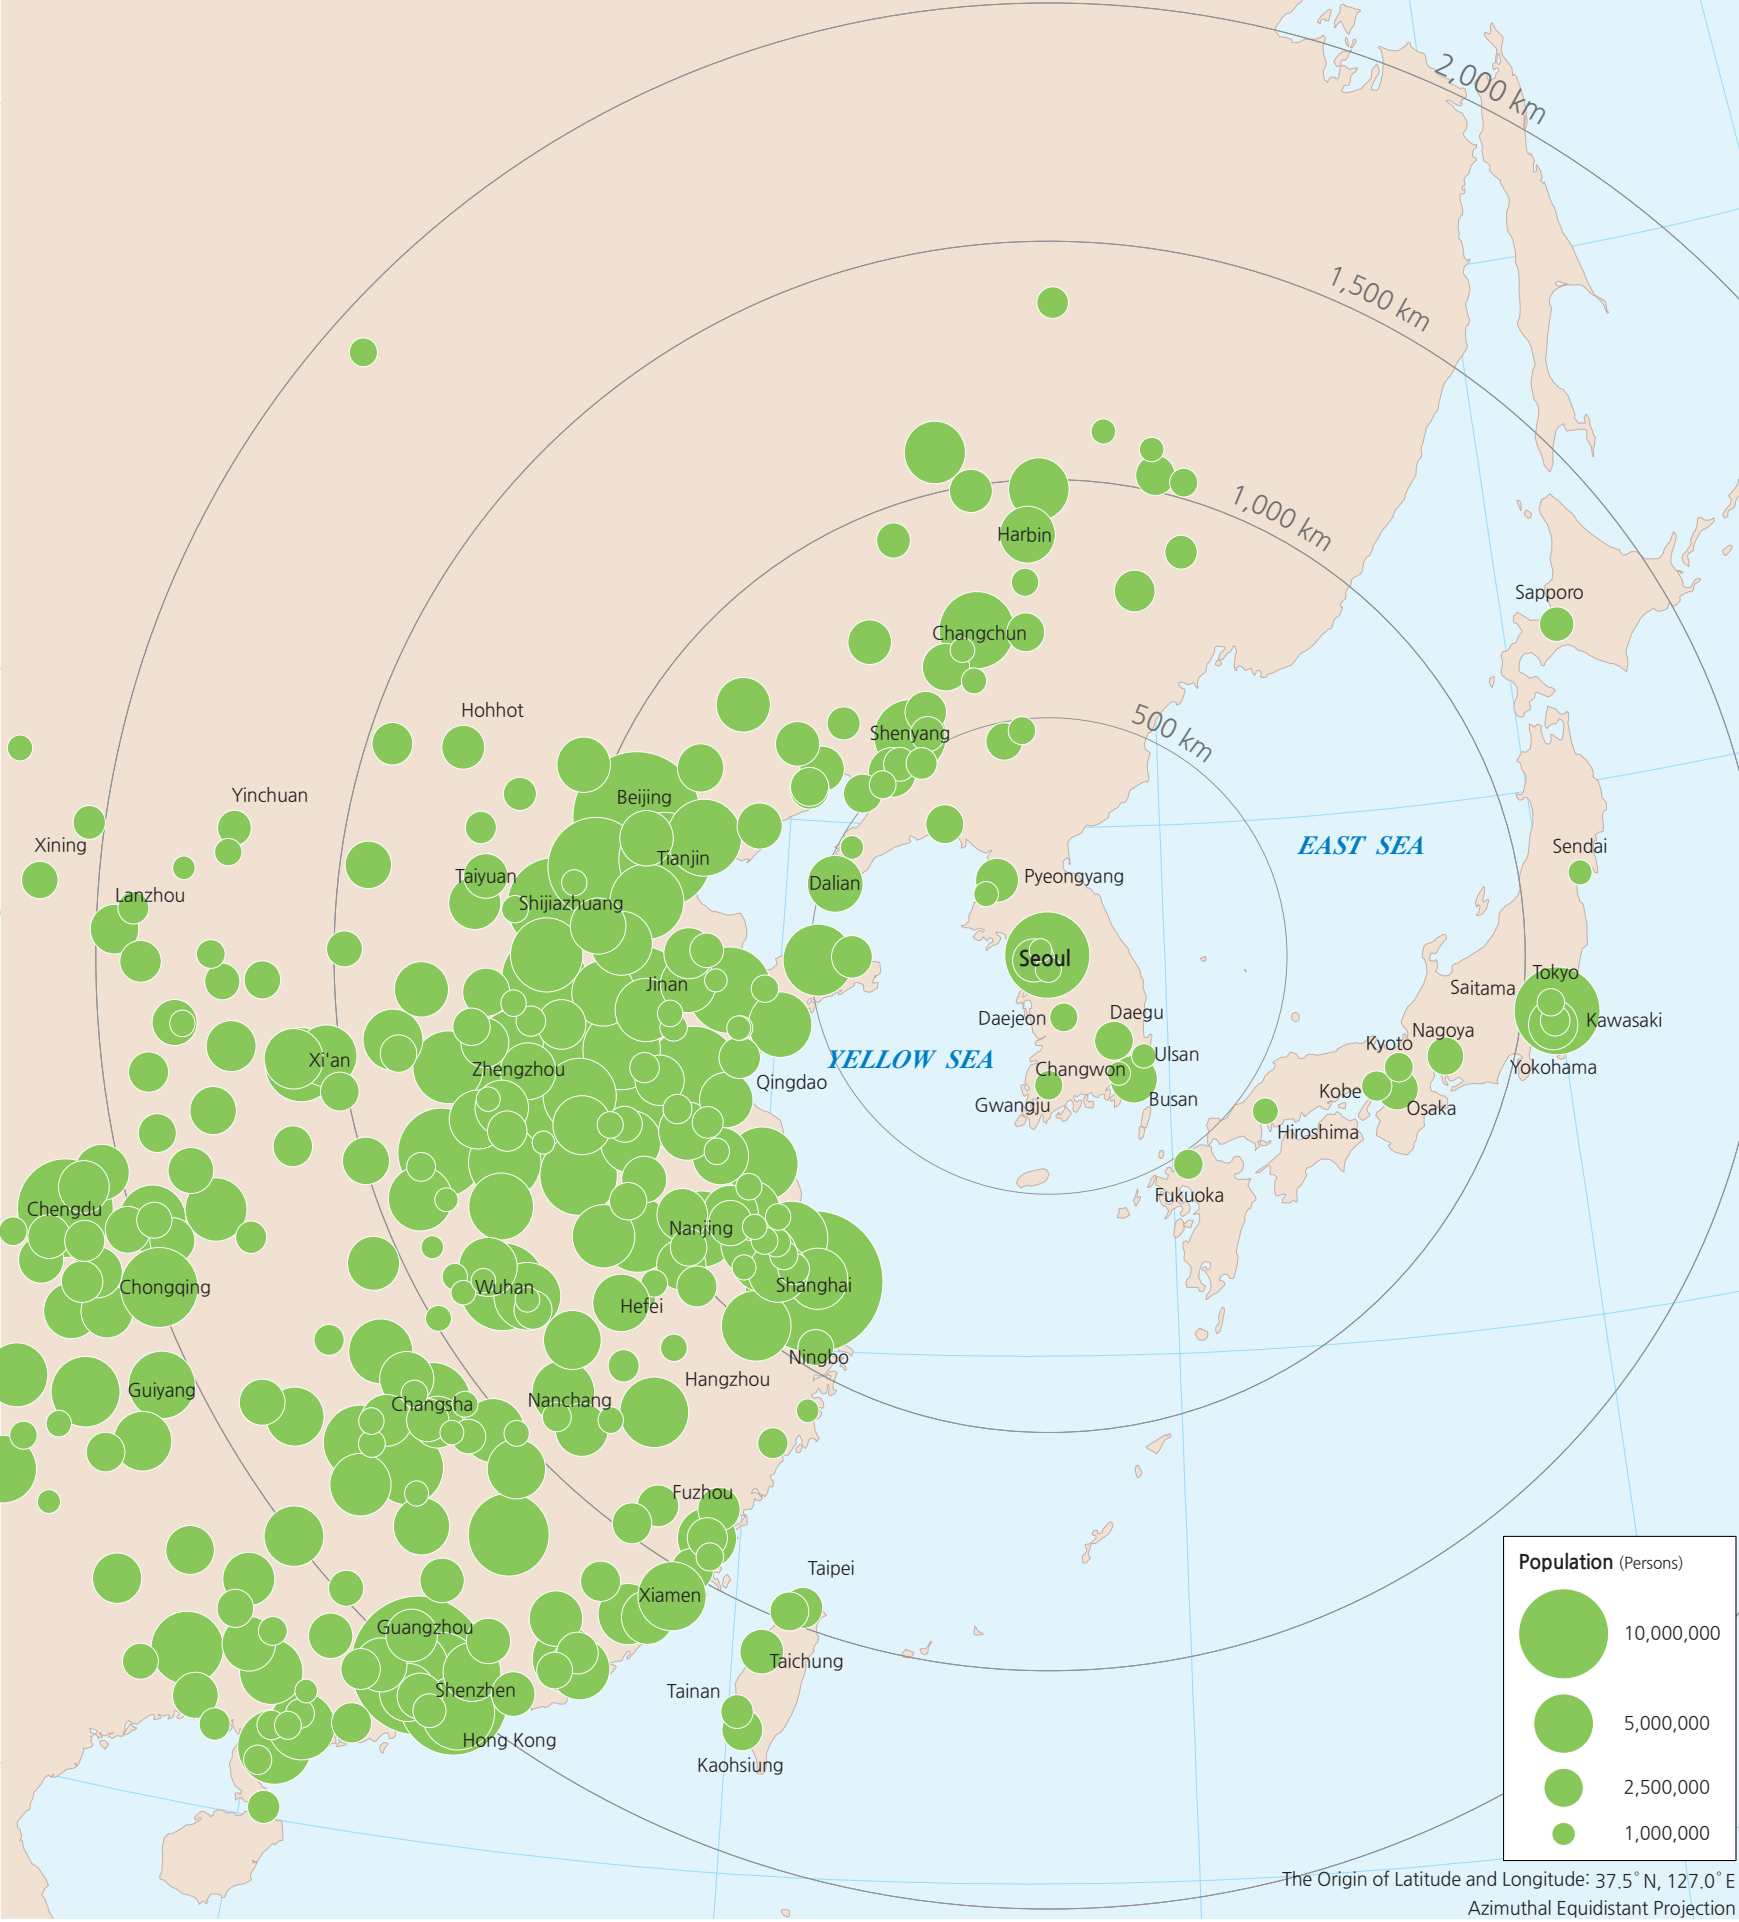 2,000 km
1,500 km
1,000 km
500 km
Harbin
Changchun
Sapporo
Hohhot
Shenyang
Yinchuan
Beijing
Xining
Tianjin
EAST SEA
Sendai
Lanzhou
Taiyuan
Shijiazhuang
Dalian
Pyeongyang
Seoul
Jinan
Tokyo
Saitama
Kawasaki
Daejeon
Daegu
Nagoya
Xi'an
Zhengzhou
YELLOW SEA
Ulsan
Kyoto
Changwon
Yokohama
Qingdao
Gwangju
Busan
Kobe
Osaka
Hiroshima
Chengdu
Fukuoka
Nanjing
Chongqing
Wuhan
Hefei
Shanghai
Ningbo
Guiyang
Hangzhou
Changsha
Nanchang
Fuzhou
Taipei
Xiamen
Guangzhou
Taichung
Shenzhen
Tainan
Hong Kong
Kaohsiung
Population (Persons)
10,000,000
5,000,000
2,500,000
1,000,000
The Origin of Latitude and Longitude: 37.5° N, 127.0° E
Azimuthal Equidistant Projection